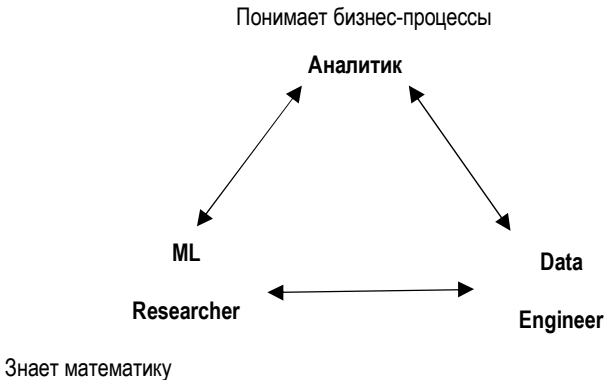 Понимает бизнес-процессы
Аналитик
ML
Researcher
Data
Engineer
Знает математику